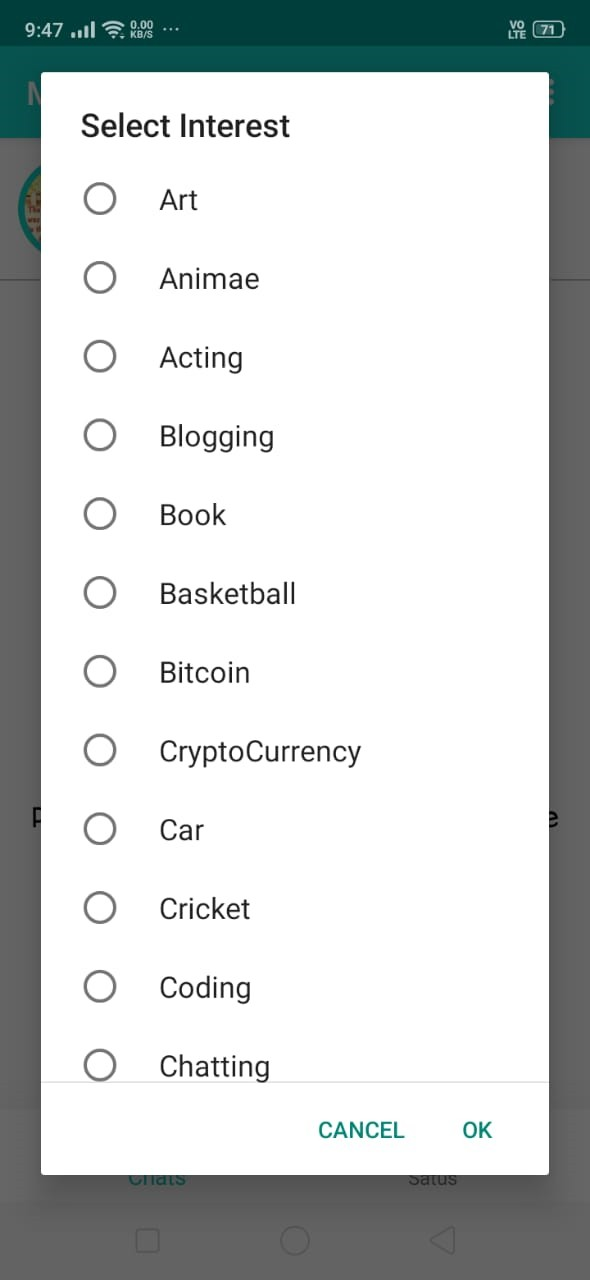 9:47
0.00
KB/S
VO
LTE
71
Select Interest
Art
Animae
Acting
Blogging
Book
Basketball
Bitcoin
CryptoCurrency
Car
Cricket
Coding
Chatting
CANCEL OK
Chats
Satus